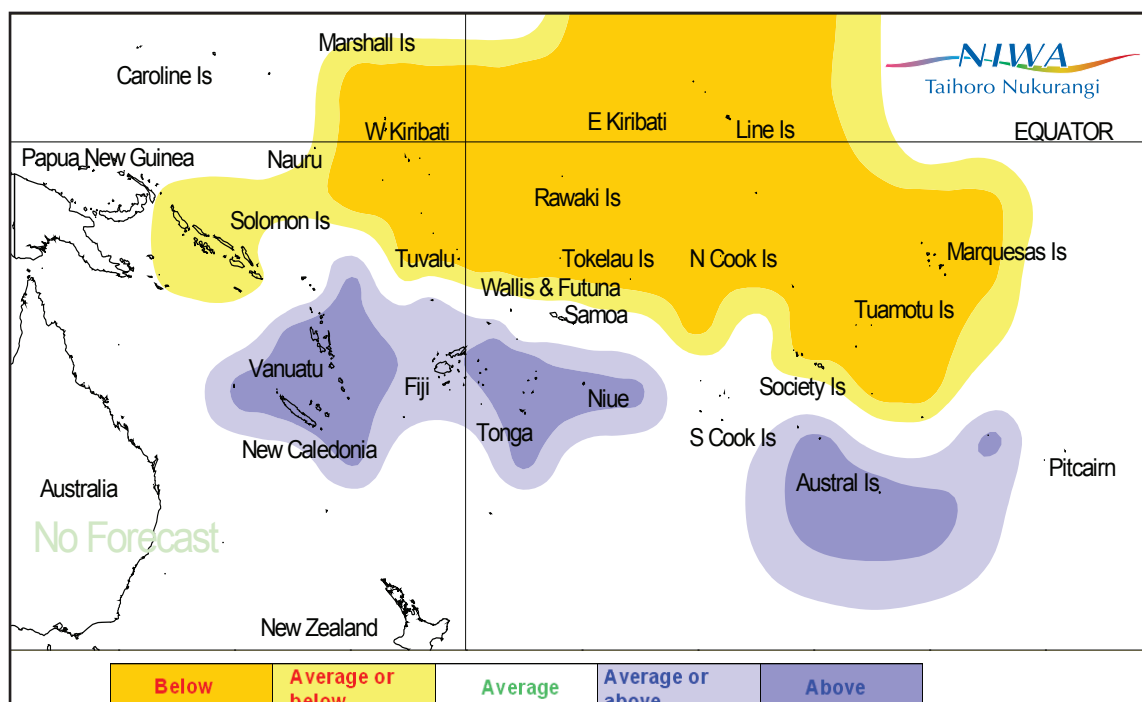 Marshall Is
NIWA
Taihoro Nukurangi
Caroline Is
W Kiribati
E Kiribati
Line Is
EQUATOR
Papua New Guinea
Nauru
Rawaki Is
Solomon Is
Tuvalu
Tokelau Is
N Cook Is
Marquesas Is
Wallis & Futuna
Samoa
Tuamotu Is
Vanuatu
Fiji
Niue
Society Is
New Caledonia
Tonga
S Cook Is
Pitcairn
Australia
Austral Is
No Forecast
New Zealand
Below
Average or
below
Average
Average or
above
Above